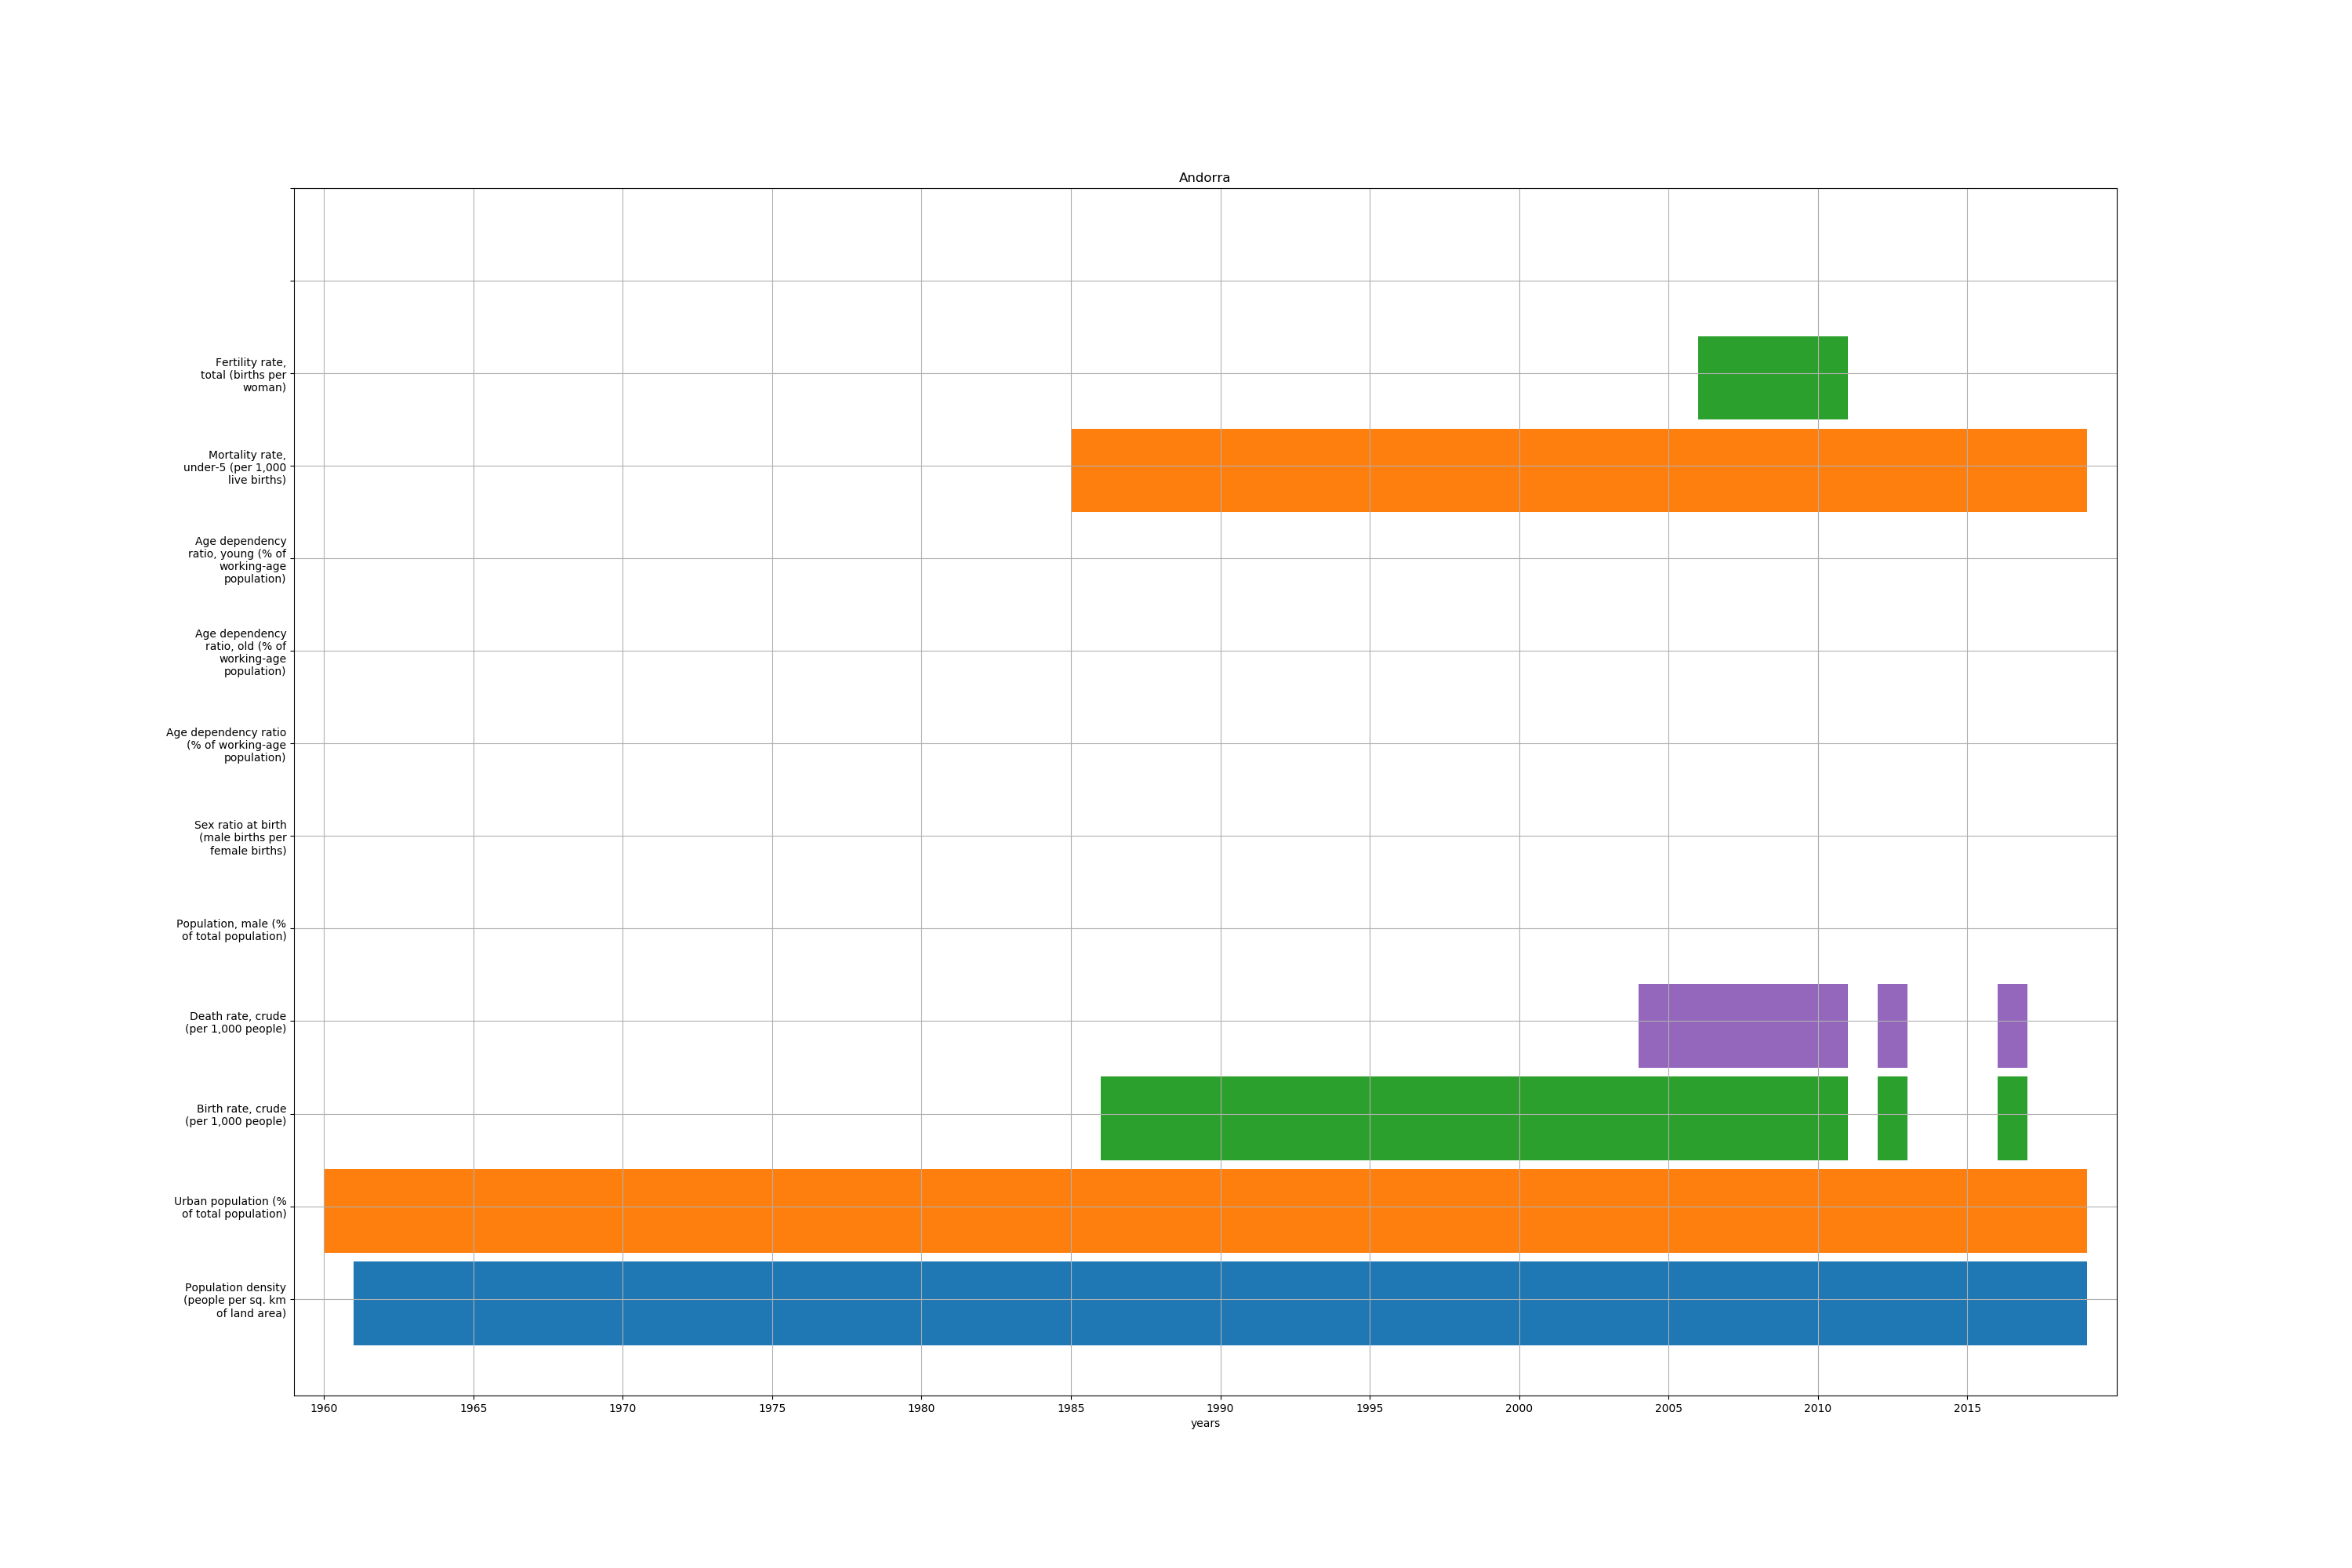 Andorra
Fertility rate,
total (births per
woman)
Mortality rate,
under-5 (per 1,000
live births)
Age dependency
ratio, young (% of
working-age
population)
Age dependency
ratio, old (% of
working-age
population)
Age dependency ratio
(% of working-age
population)
Sex ratio at birth
(male births per
female births)
Population, male (%
of total population)
Death rate, crude
(per 1,000 people)
Birth rate, crude
(per 1,000 people)
Urban population (%
of total population)
Population density
(people per sq. km
of land area)
1960 1965 1970 1975 1980 1985 1990 1995 2000 2005 2010 2015
years